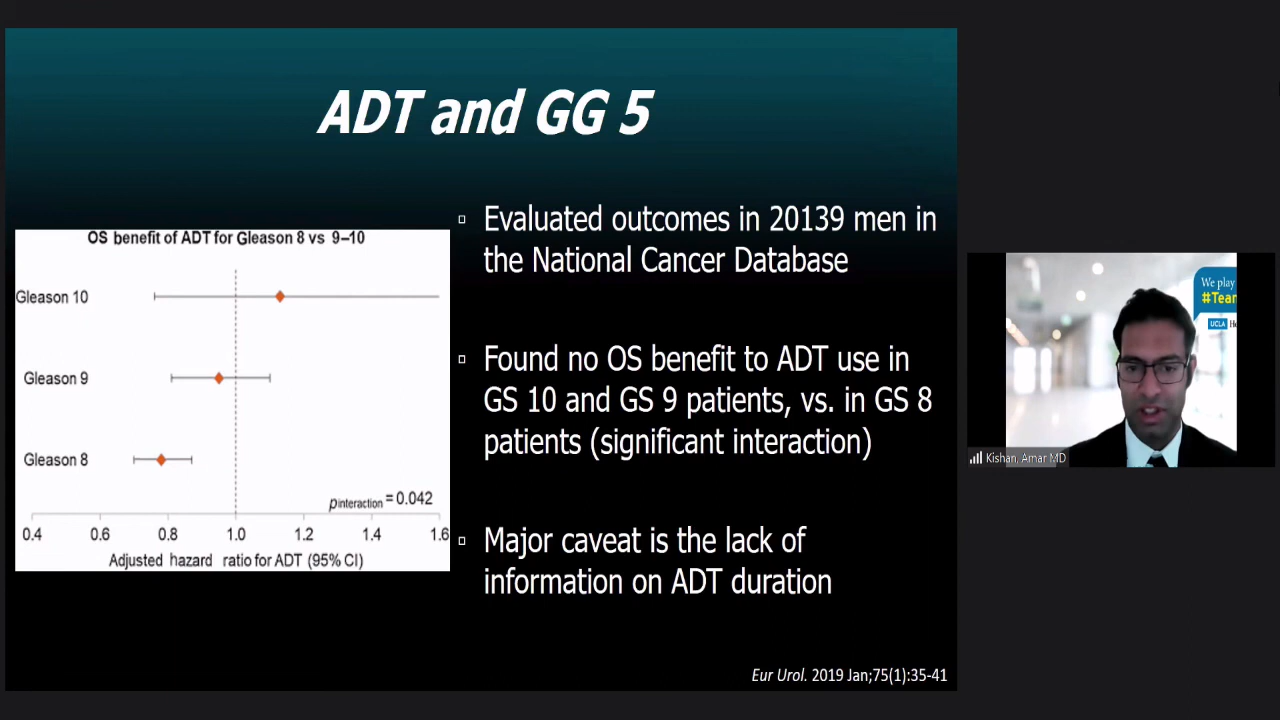 ADT and GG 5
OS benefit of ADT for Gleason 8 vs 9–10
Gleason 10
Gleason 9
Gleason 8
pinteraction = 0.042
0.4 0.6 0.8 1.0 1.2 1.4 1.6
Adjusted hazard ratio for ADT (95% CI)
Evaluated outcomes in 20139 men in
the National Cancer Database
Found no OS benefit to ADT use in
GS 10 and GS 9 patients, vs. in GS 8
patients (significant interaction)
Major caveat is the lack of
information on ADT duration
Eur Urol. 2019 Jan;75(1):35-41
We play
UCLA
Kishan, Amar MD